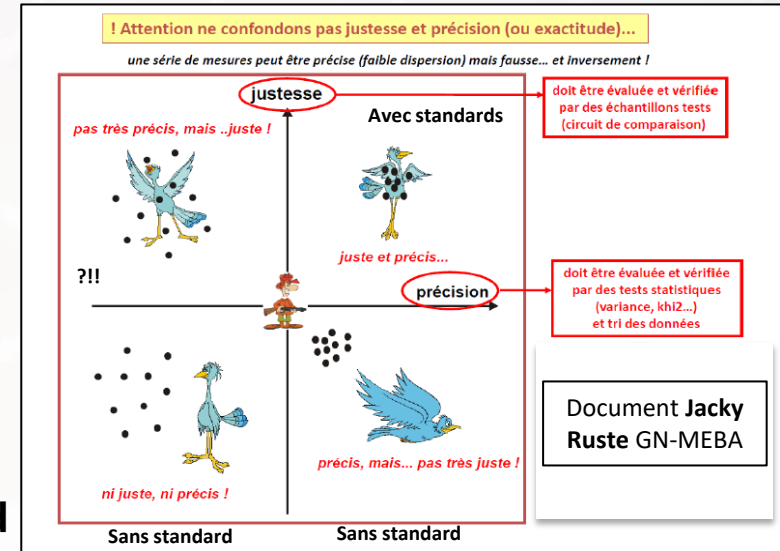 ! Attention ne confondons pas justesse et précision (ou exactitude)...
une série de mesures peut être précise (faible dispersion) mais fausse... et inversement !
justesse
Avec standards
doit être évaluée et vérifiée
par des échantillons tests
(circuit de comparaison)
pas très précis, mais ..juste !
juste et précis...
?!!
précision
doit être évaluée et vérifiée
par des tests statistiques
(variance, khi2...)
et tri des données
Document Jacky
Ruste GN-MEBA
précis, mais... pas très juste !
ni juste, ni précis !
Sans standard
Sans standard